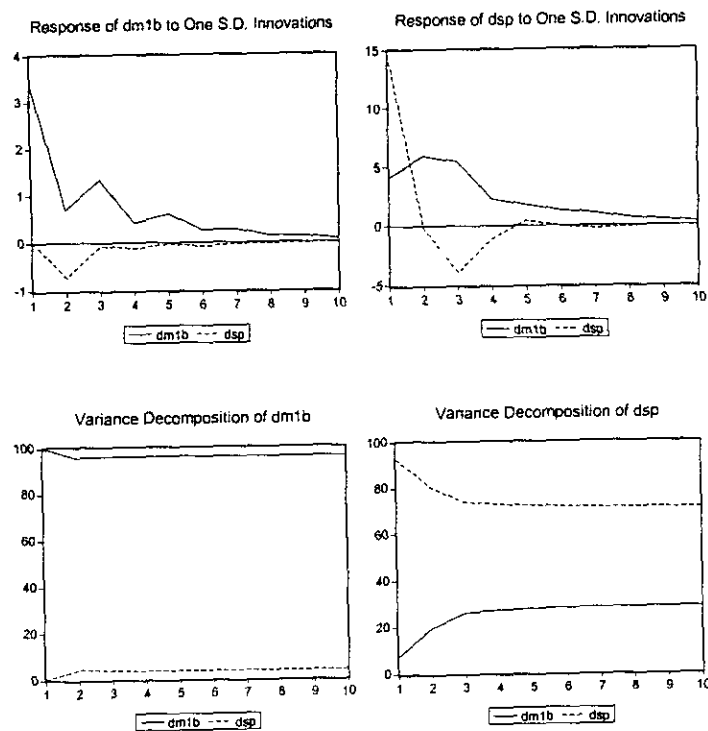 Response of dm1b to One S.D. Innovations
4
3
2
1
0
-1
1 2 3 4 5 6 7 8 9 10
dm1b dsp
Response of dsp to One S.D. Innovations
15
10
5
0
-5
1 2 3 4 5 6 7 8 9 10
dm1b dsp
Variance Decomposition of dm1b
100
80
60
40
20
0
1 2 3 4 5 6 7 8 9 10
dm1b dsp
Variance Decomposition of dsp
100
80
60
40
20
0
1 2 3 4 5 6 7 8 9 10
dm1b dsp